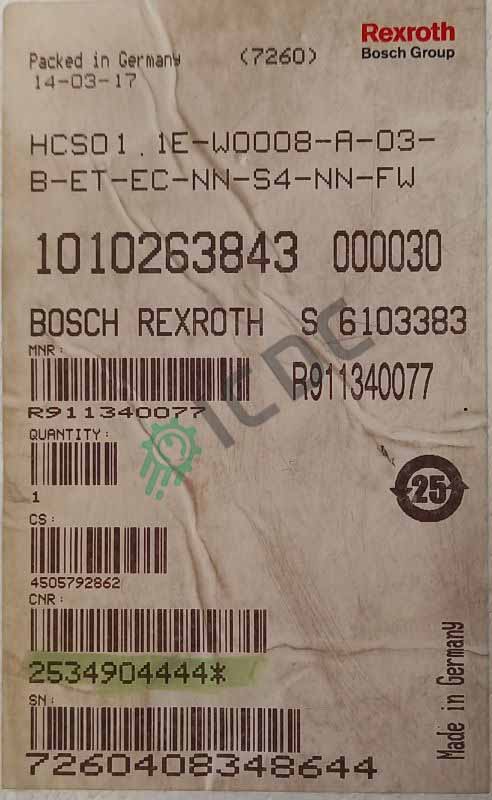 Rexroth
Bosch Group
Packed in Germany (7260)
14-03-17
HCS01.1E-W0008-A-03-
B-ET-EC-NN-S4-NN-FW
1010263843 000030
BOSCH REXROTH S 6103383
MNR:
R911340077
R911340077
QUANTITY:
1
25
CS:
4505792862
CNR:
2534904444*
SN:
7260408348644
Made in Germany
ICDC